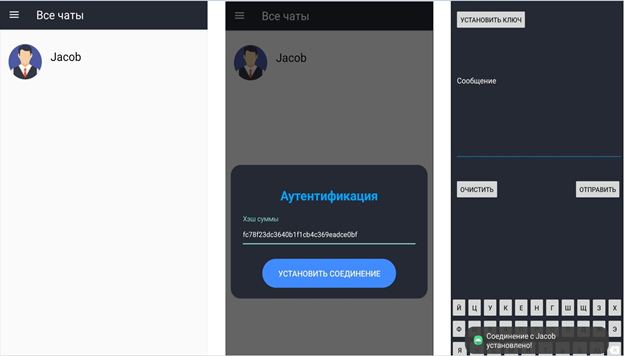 Все чаты
Jacob
Все чаты
Jacob
Аутентификация
Хэш суммы
fc78f23dc3640b1f1cb4c369eadce0bf
УСТАНОВИТЬ СОЕДИНЕНИЕ
УСТАНОВИТЬ КЛЮЧ
Сообщение
ОЧИСТИТЬ
ОТПРАВИТЬ
Й Ц У К Е Н Г Ш Щ З Х
Ф Э
Соединение с Jacob
установлено!
Я